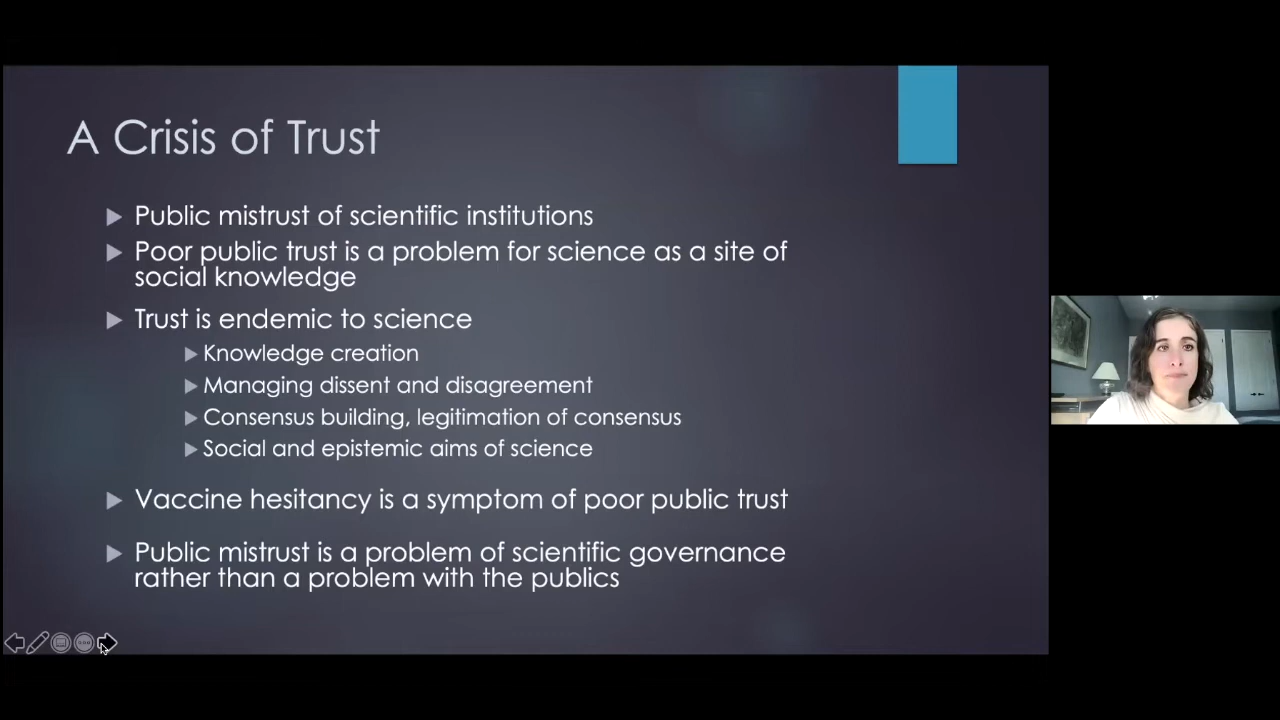 A Crisis of Trust
Public mistrust of scientific institutions
Poor public trust is a problem for science as a site of
social knowledge
Trust is endemic to science
Knowledge creation
Managing dissent and disagreement
Consensus building, legitimation of consensus
Social and epistemic aims of science
Vaccine hesitancy is a symptom of poor public trust
Public mistrust is a problem of scientific governance
rather than a problem with the publics